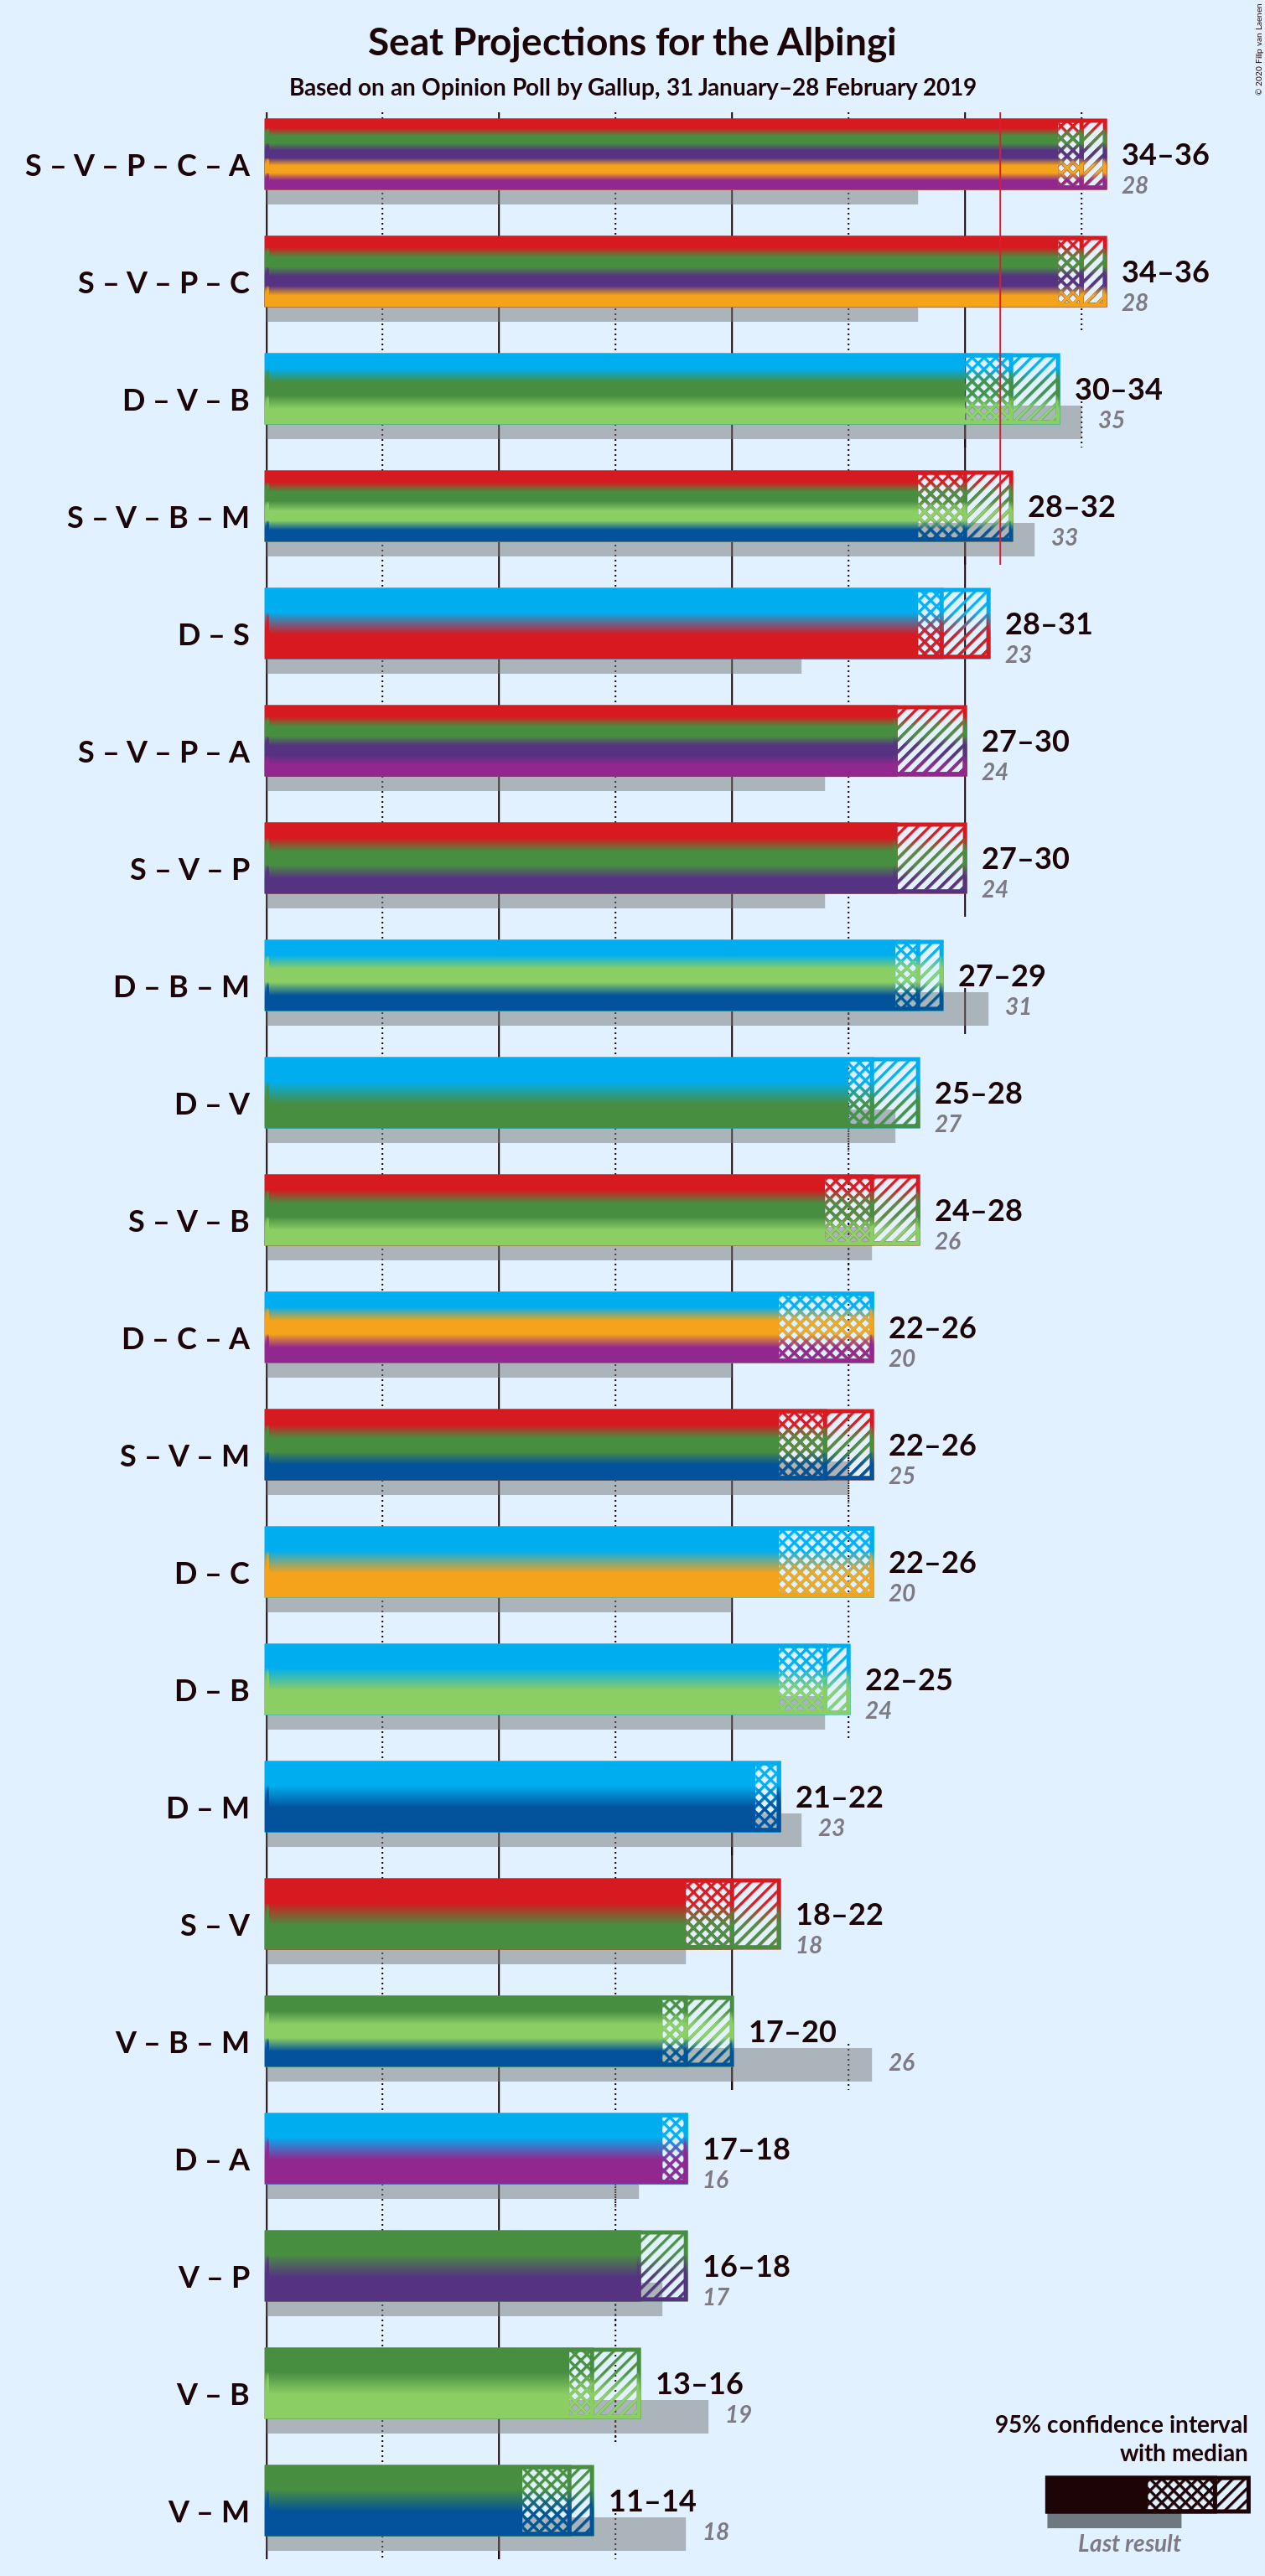 © 2020 Filip van Laenen
Seat Projections for the Alþingi
Based on an Opinion Poll by Gallup, 31 January–28 February 2019
S – V – P – C – A
34–36
28
S – V – P – C
34–36
28
D – V – B
30–34
35
S – V – B – M
28–32
33
D – S
28–31
23
S – V – P – A
27–30
24
S – V – P
27–30
24
D – B – M
27–29
31
D – V
25–28
27
S – V – B
24–28
26
D – C – A
22–26
20
S – V – M
22–26
25
D – C
22–26
20
D – B
22–25
24
D – M
21–22
23
S – V
18–22
18
V – B – M
17–20
26
D – A
17–18
16
V – P
16–18
17
V – B
13–16
19
V – M
11–14
18
95% confidence interval
with median
Last result